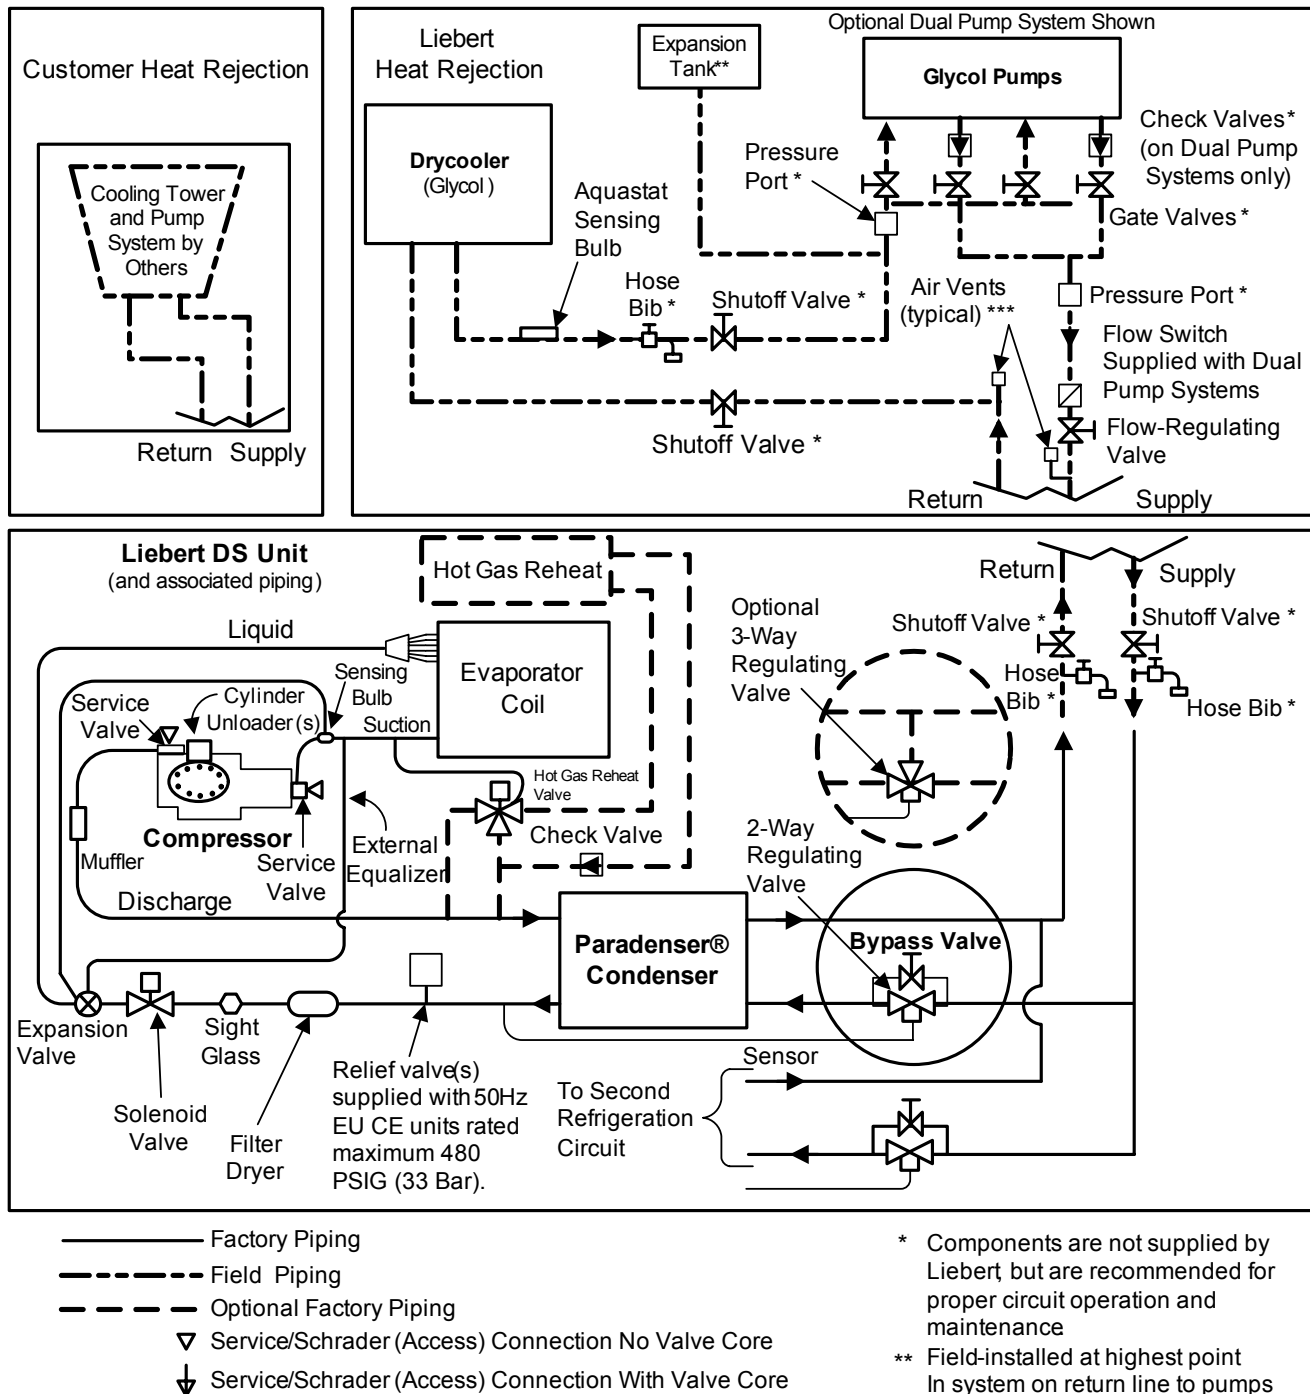 Customer Heat Rejection
Cooling Tower
and Pump
System by
Others
Return Supply
Liebert
Heat Rejection
Expansion
Tank**
Optional Dual Pump System Shown
Glycol Pumps
Drycooler
(Glycol)
Aquastat
Sensing
Bulb
Pressure
Port *
Check Valves*
(on Dual Pump
Systems only)
Gate Valves *
Hose
Bib *
Shutoff Valve *
Air Vents
(typical) ***
Pressure Port *
Flow Switch
Supplied with Dual
Pump Systems
Shutoff Valve *
Flow-Regulating
Valve
Return
Supply
Liebert DS Unit
(and associated piping)
Hot Gas Reheat
Liquid
Evaporator
Coil
Sensing
Bulb
Suction
Service
Valve
Cylinder
Unloader(s)
Optional
3-Way
Regulating
Valve
Return
Supply
Shutoff Valve *
Shutoff Valve *
Hose
Bib *
Hose Bib *
Hot Gas Reheat
Valve
Compressor
Muffler
Service
Valve
External
Equalizer
Check Valve
2-Way
Regulating
Valve
Discharge
Paradenser®
Condenser
Bypass Valve
Expansion
Valve
Sight
Glass
Solenoid
Valve
Filter
Dryer
Relief valve(s)
supplied with 50Hz
EU CE units rated
maximum 480
PSIG (33 Bar).
Sensor
To Second
Refrigeration
Circuit
Factory Piping
Field Piping
Optional Factory Piping
Service/Schrader (Access) Connection No Valve Core
Service/Schrader (Access) Connection With Valve Core
* Components are not supplied by
Liebert, but are recommended for
proper circuit operation and
maintenance
** Field-installed at highest point
In system on return line to pumps